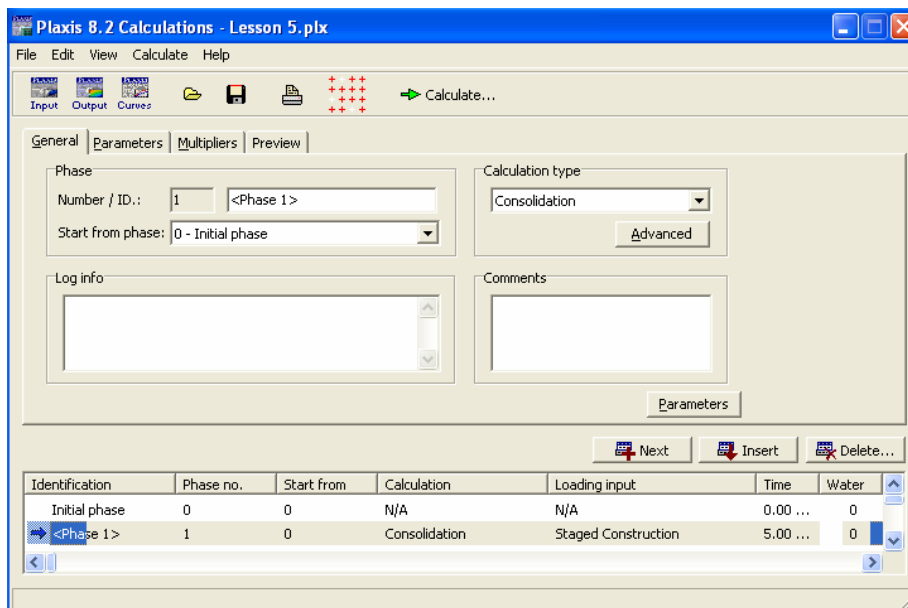 Plaxis 8.2 Calculations - Lesson 5.plx
File Edit View Calculate Help
Input Output Curves Calculate...
General Parameters Multipliers Preview
Phase
Number / ID.: 1 <Phase 1>
Start from phase: 0 - Initial phase
Calculation type
Consolidation
Advanced
Log info
Comments
Parameters
Next Insert Delete...
Identification Phase no. Start from Calculation Loading input Time Water
Initial phase 0 0 N/A N/A 0.00 ... 0
<Phase 1> 1 0 Consolidation Staged Construction 5.00 ... 0